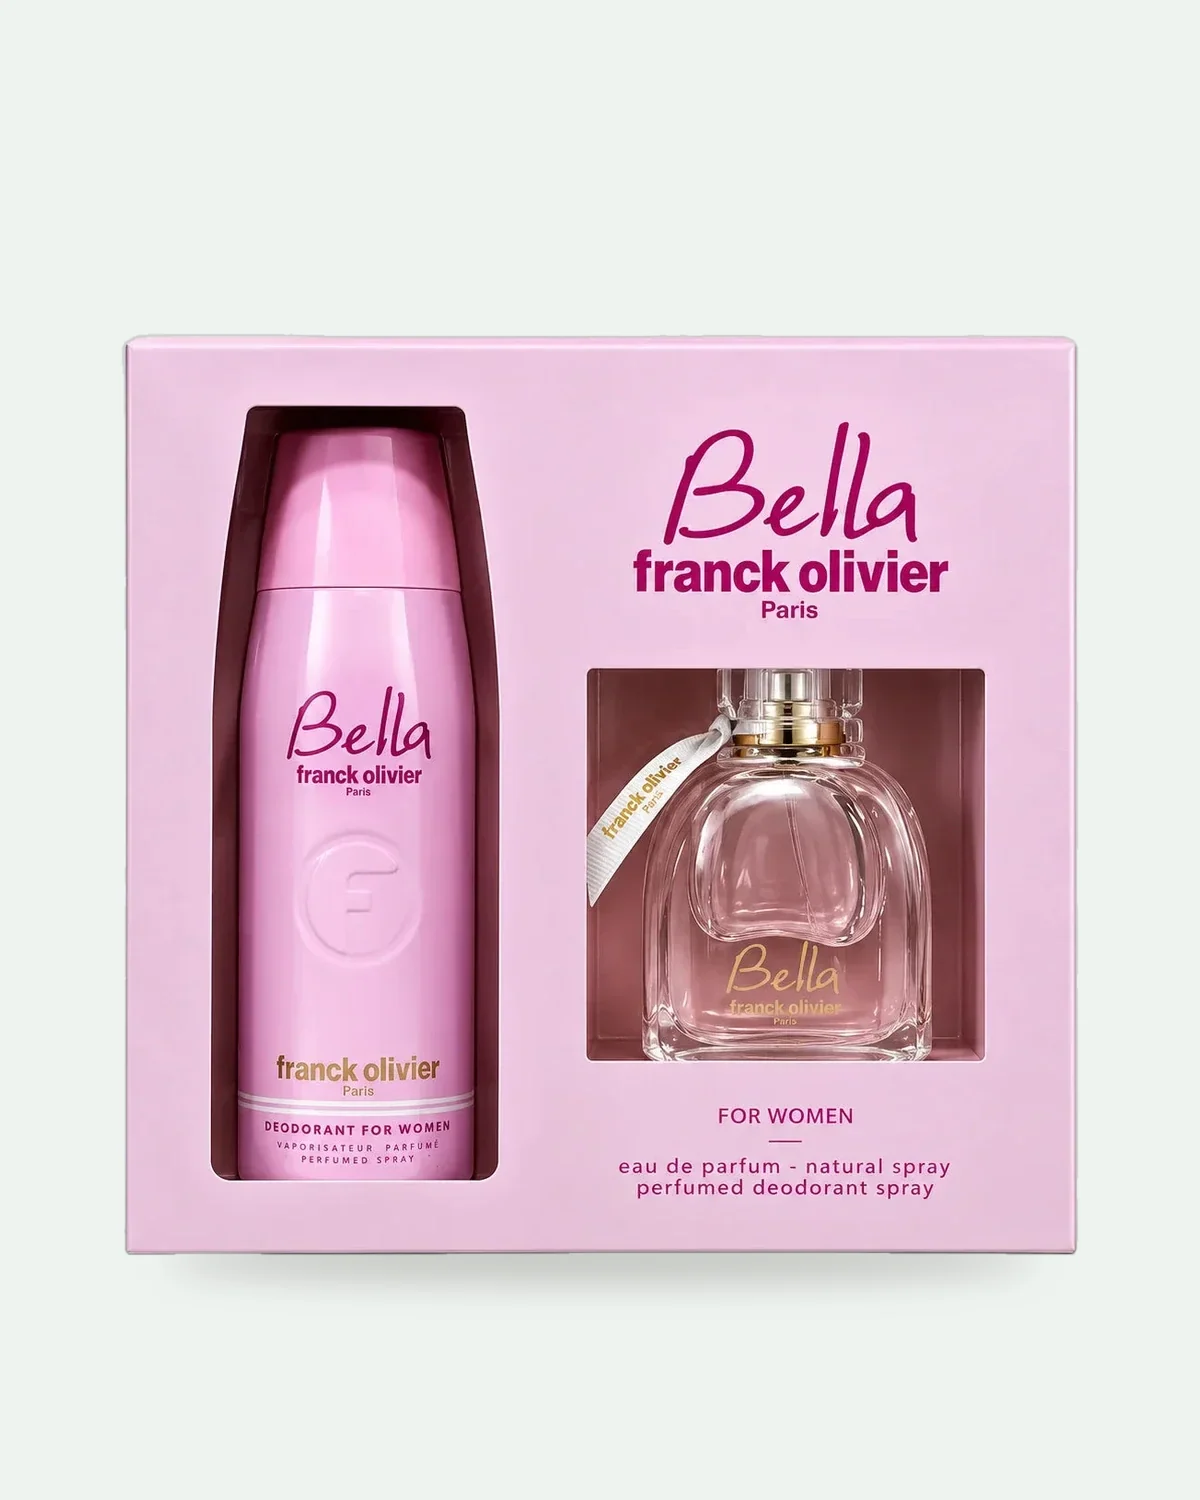 Bella
franck olivier
Paris
Bella
franck olivier
Paris
F
franck olivier
Paris
DEODORANT FOR WOMEN
VAPORISATEUR PARFUMÉ
PERFUMED SPRAY
franck olivier
Paris
Bella
franck olivier
Paris
FOR WOMEN
eau de parfum - natural spray
perfumed deodorant spray